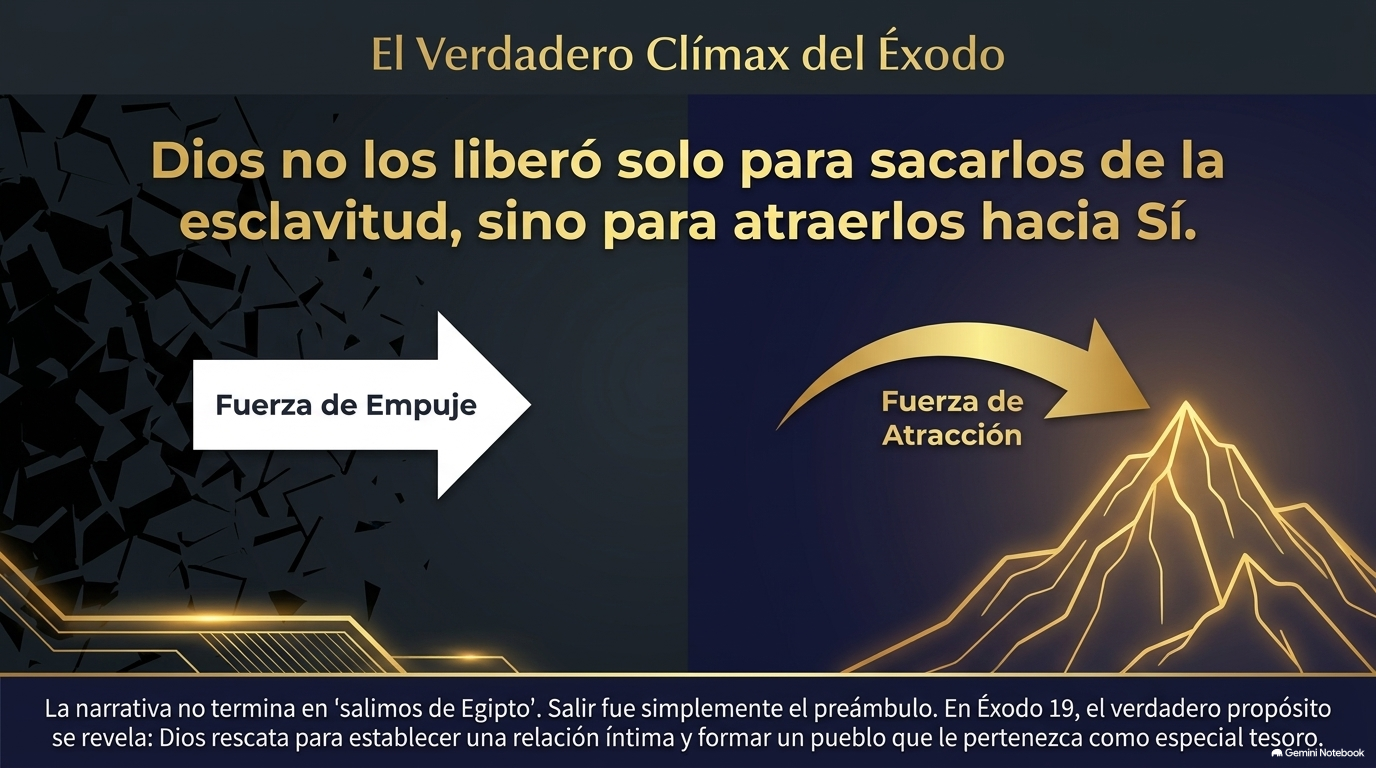 El Verdadero Clímax del Éxodo
Dios no los liberó solo para sacarlos de la
esclavitud, sino para atraerlos hacia Sí.
Fuerza de Empuje
Fuerza de
Atracción
La narrativa no termina en ‘salimos de Egipto’. Salir fue simplemente el preámbulo. En Éxodo 19, el verdadero propósito
se revela: Dios rescata para establecer una relación íntima y formar un pueblo que le pertenezca como especial tesoro.
Gemini Notebook